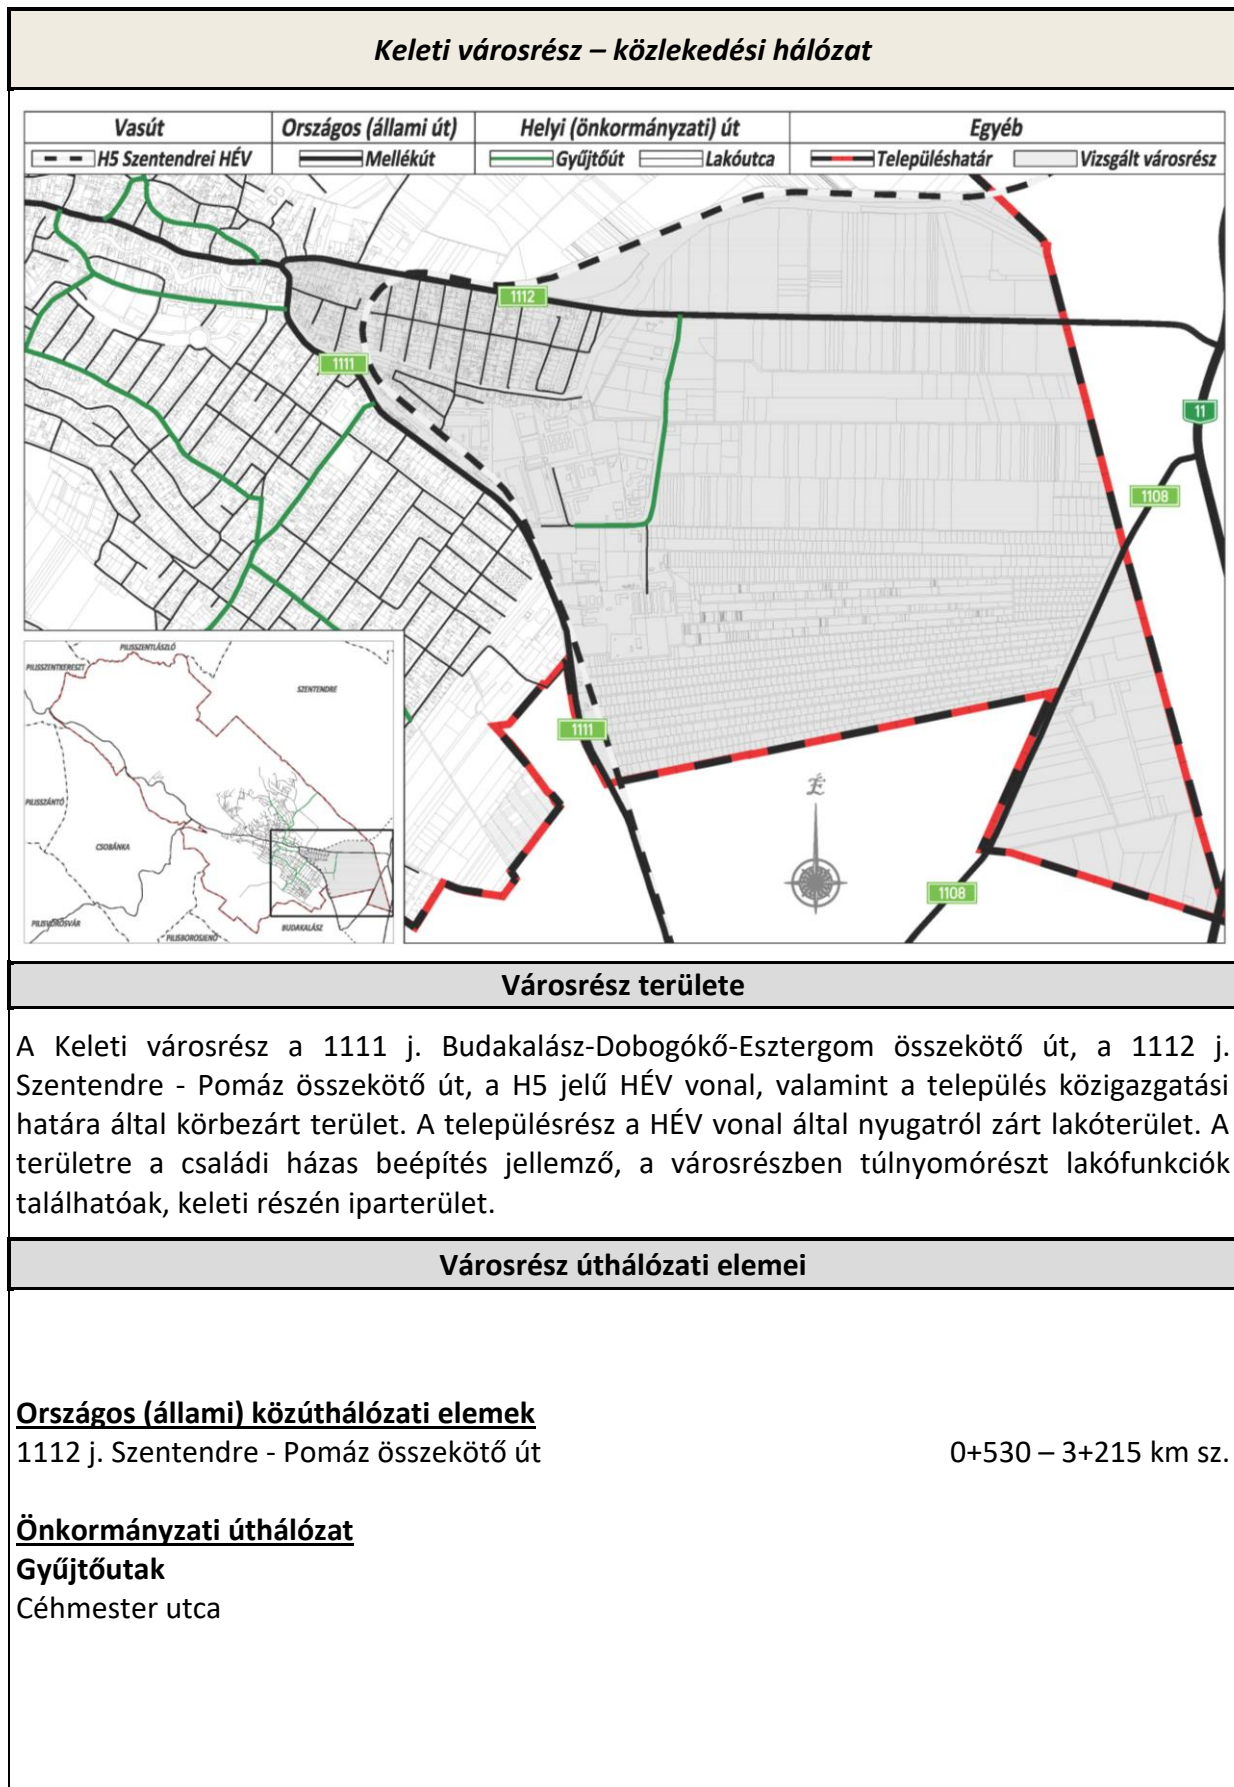 Keleti városrész – közlekedési hálózat
Vasút
Országos (állami út)
Helyi (önkormányzati) út
Egyéb
H5 Szentendrei HÉV
Mellékút
Gyűjtőút
Lakóutca
Településhatár
Vizsgált városrész
1112
1111
11
1108
1111
1108
É
PILISSZENTLÁSZLÓ
PILISSZENTKERESZT
SZENTENDRE
PILISSZÁNTÓ
CSOBÁNKA
PILISVÖRÖSVÁR
PILISBOROSJENŐ
BUDAKALÁSZ
Városrész területe
A Keleti városrész a 1111 j. Budakalász-Dobogókő-Esztergom összekötő út, a 1112 j.
Szentendre - Pomáz összekötő út, a H5 jelű HÉV vonal, valamint a település közigazgatási
határa által körbezárt terület. A településrész a HÉV vonal által nyugatról zárt lakóterület. A
területre a családi házas beépítés jellemző, a városrészben túlnyomórészt lakófunkciók
találhatóak, keleti részén iparterület.
Városrész úthálózati elemei
Országos (állami) közúthálózati elemek
1112 j. Szentendre - Pomáz összekötő út 0+530 – 3+215 km sz.
Önkormányzati úthálózat
Gyűjtőutak
Céhmester utca